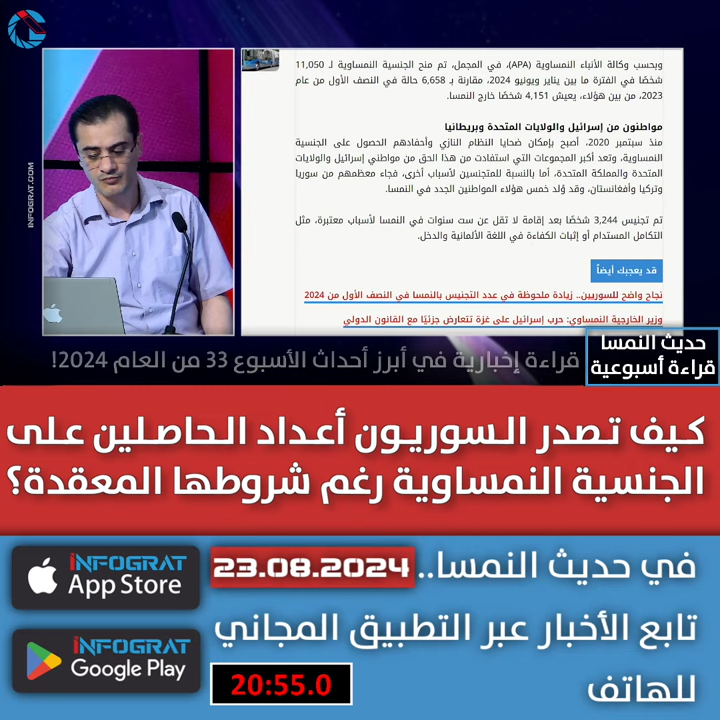 وبحسب وكالة الأنباء النمساوية (APA)، في المجمل، تم منح الجنسية النمساوية لـ 11,050
شخصًا في الفترة ما بين يناير ويونيو 2024، مقارنة بـ 6,658 حالة في النصف الأول من عام
2023، من بين هؤلاء، يعيش 4,151 شخصًا خارج النمسا.
مواطنون من إسرائيل والولايات المتحدة وبريطانيا
منذ سبتمبر 2020، أصبح بإمكان ضحايا النظام النازي وأحفادهم الحصول على الجنسية
النمساوية، وتعد أكبر المجموعات التي استفادت من هذا الحق من مواطني إسرائيل والولايات
المتحدة والمملكة المتحدة، أما بالنسبة للمتجنسين لأسباب أخرى، فجاء معظمهم من سوريا
وتركيا وأفغانستان، وقد وُلد خمس هؤلاء المواطنين الجدد في النمسا.
تم تجنيس 3,244 شخصًا بعد إقامة لا تقل عن ست سنوات في النمسا لأسباب معتبرة، مثل
التكامل المستدام أو إثبات الكفاءة في اللغة الألمانية والدخل.
قد يعجبك أيضاً
نجاح واضح للسوريين.. زيادة ملحوظة في عدد التجنيس بالنمسا في النصف الأول من 2024
وزير الخارجية النمساوي: حرب إسرائيل على غزة تتعارض جزئيًا مع القانون الدولي
INFOGRAT.COM
حديث النمسا
قراءة أسبوعية
قراءة إخبارية في أبرز أحداث الأسبوع 33 من العام 2024!
كيف تصدر السوريون أعداد الحاصلين على
الجنسية النمساوية رغم شروطها المعقدة؟
في حديث النمسا.. 23.08.2024
تابع الأخبار عبر التطبيق المجاني
للهاتف
INFOGRAT
App Store
INFOGRAT
Google Play
20:55.0